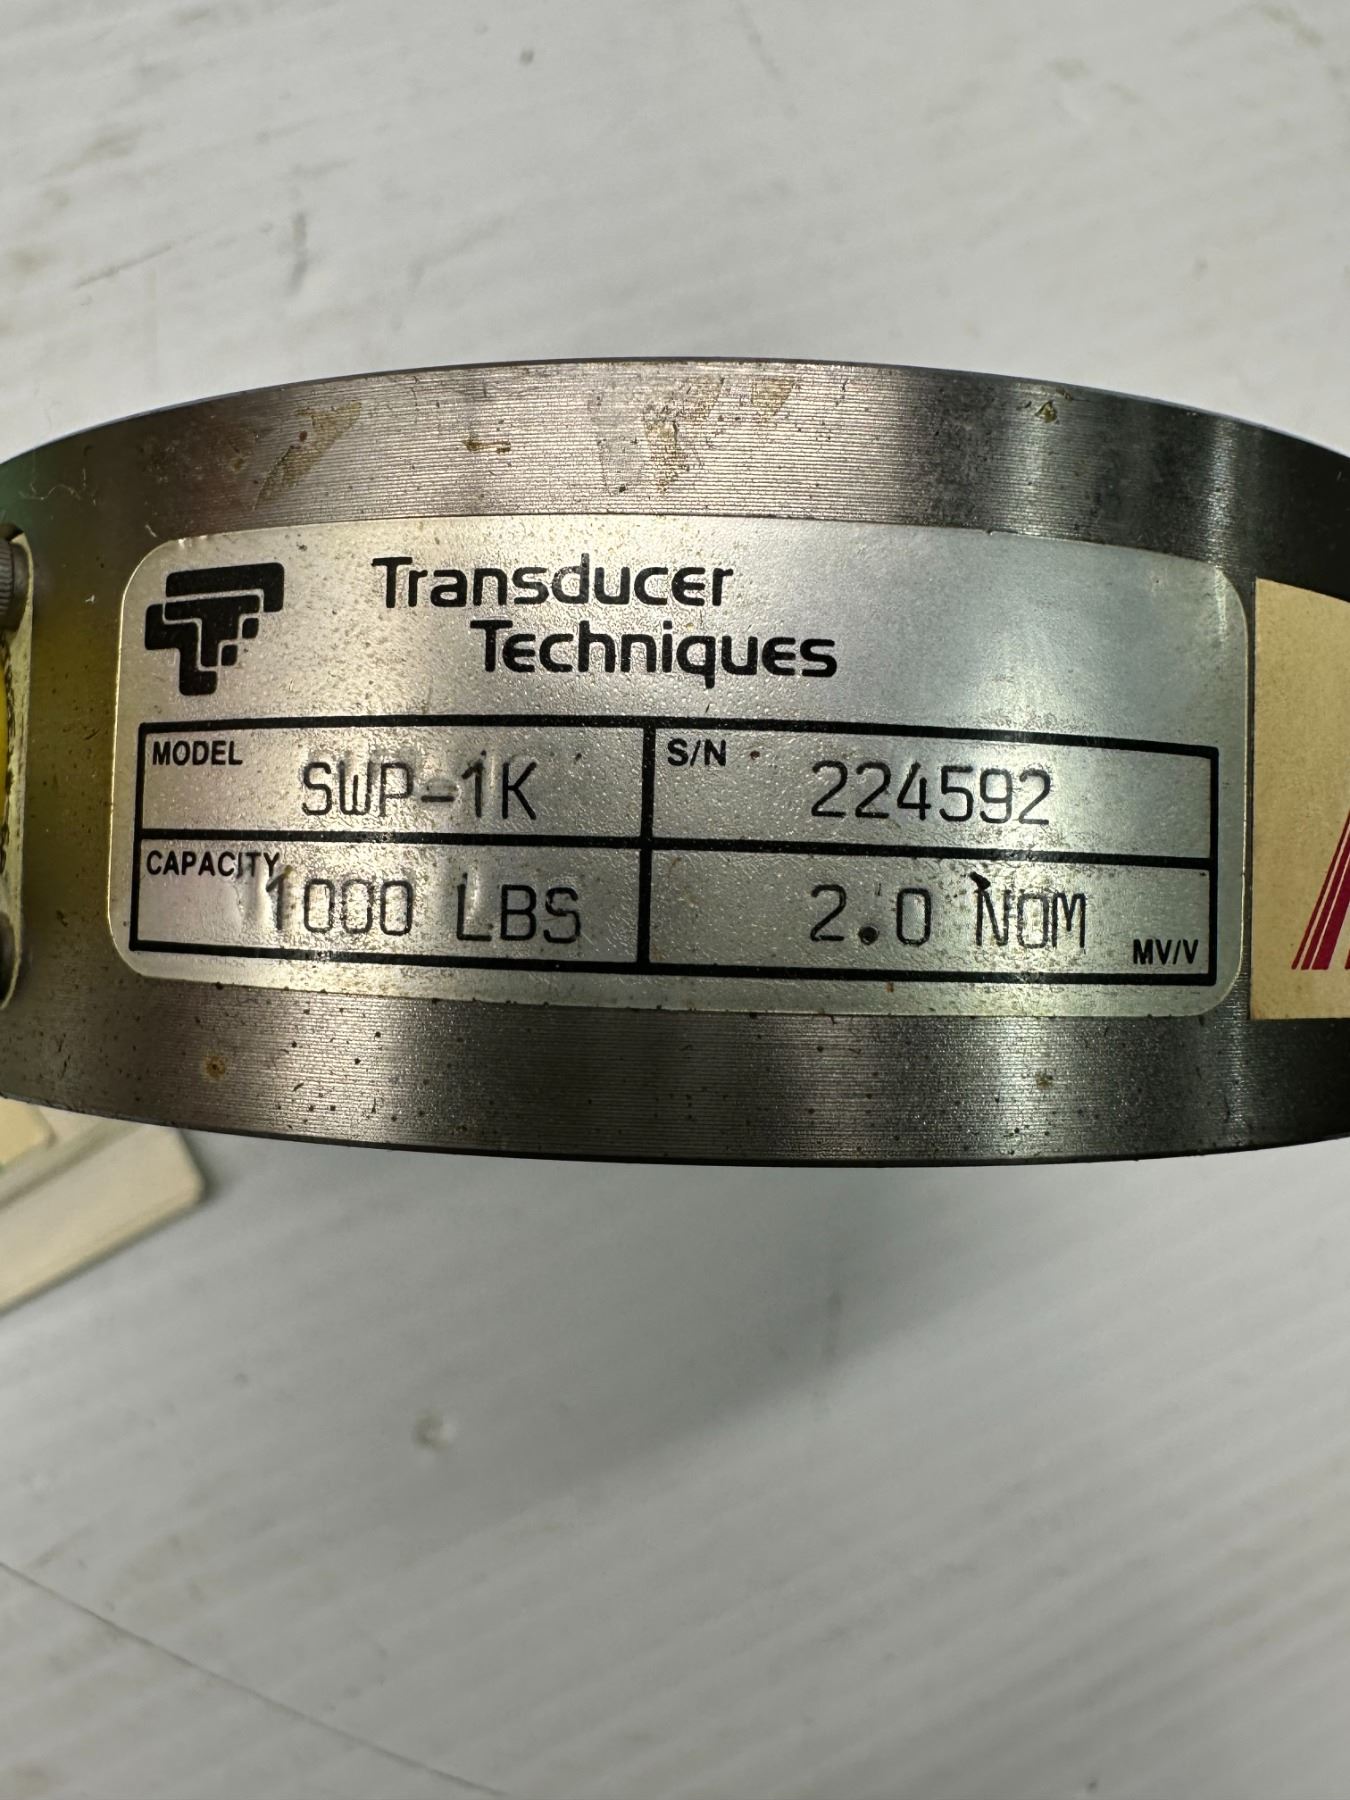 Transducer
Techniques
MODEL SWP-1K S/N 224592
CAPACITY 1000 LBS 2.0 NOM MV/V